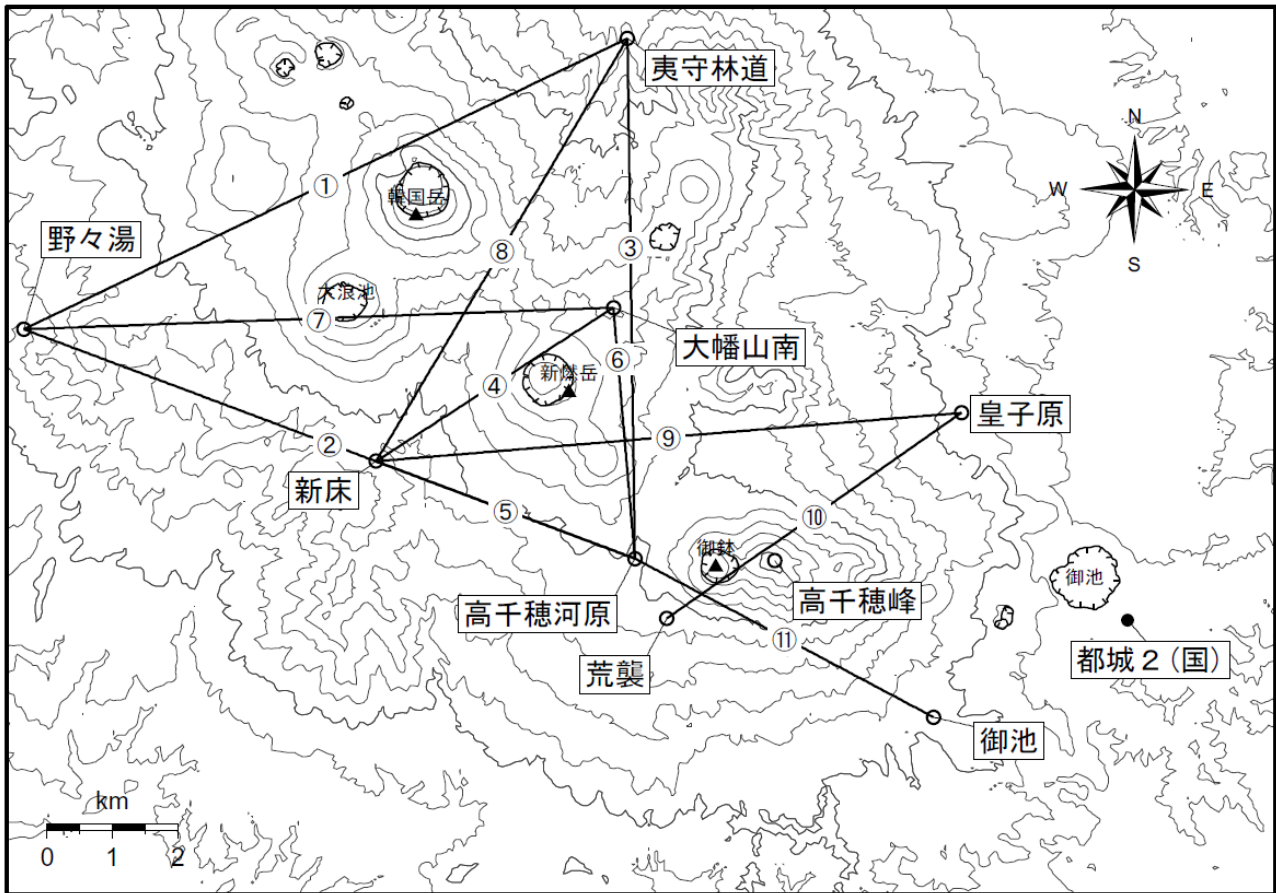 夷守林道
N
W
E
S
①
韓国岳
野々湯
⑧
③
大浪池
⑦
大幡山南
⑥
新燃岳
④
皇子原
⑨
②
新床
⑤
⑩
御鉢
御池
高千穂河原
高千穂峰
荒襲
⑪
都城2(国)
御池
km
0 1 2